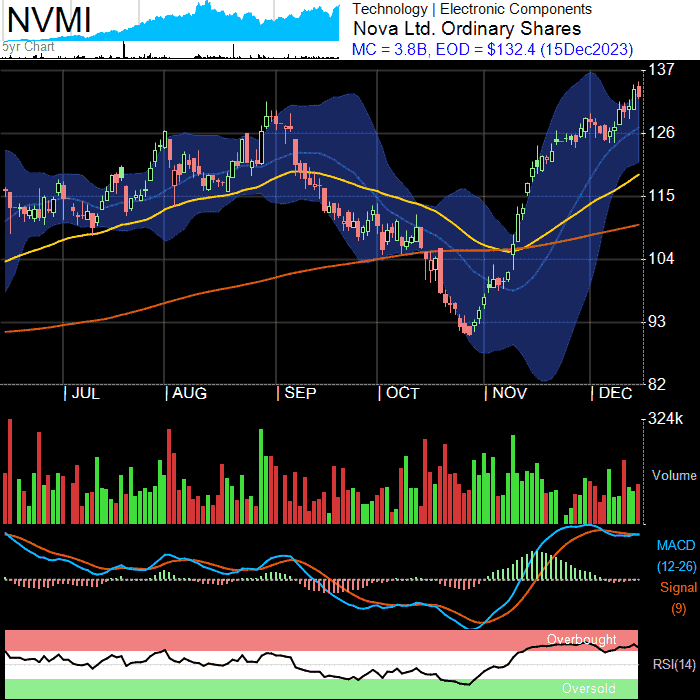 NVMI
5yr Chart
Technology | Electronic Components
Nova Ltd. Ordinary Shares
MC = 3.8B, EOD = $132.4 (15Dec2023)
137
126
115
104
93
82
| JUL | AUG | SEP | OCT | NOV | DEC
324k
Volume
MACD
(12-26)
Signal
(9)
Overbought
RSI(14)
Oversold